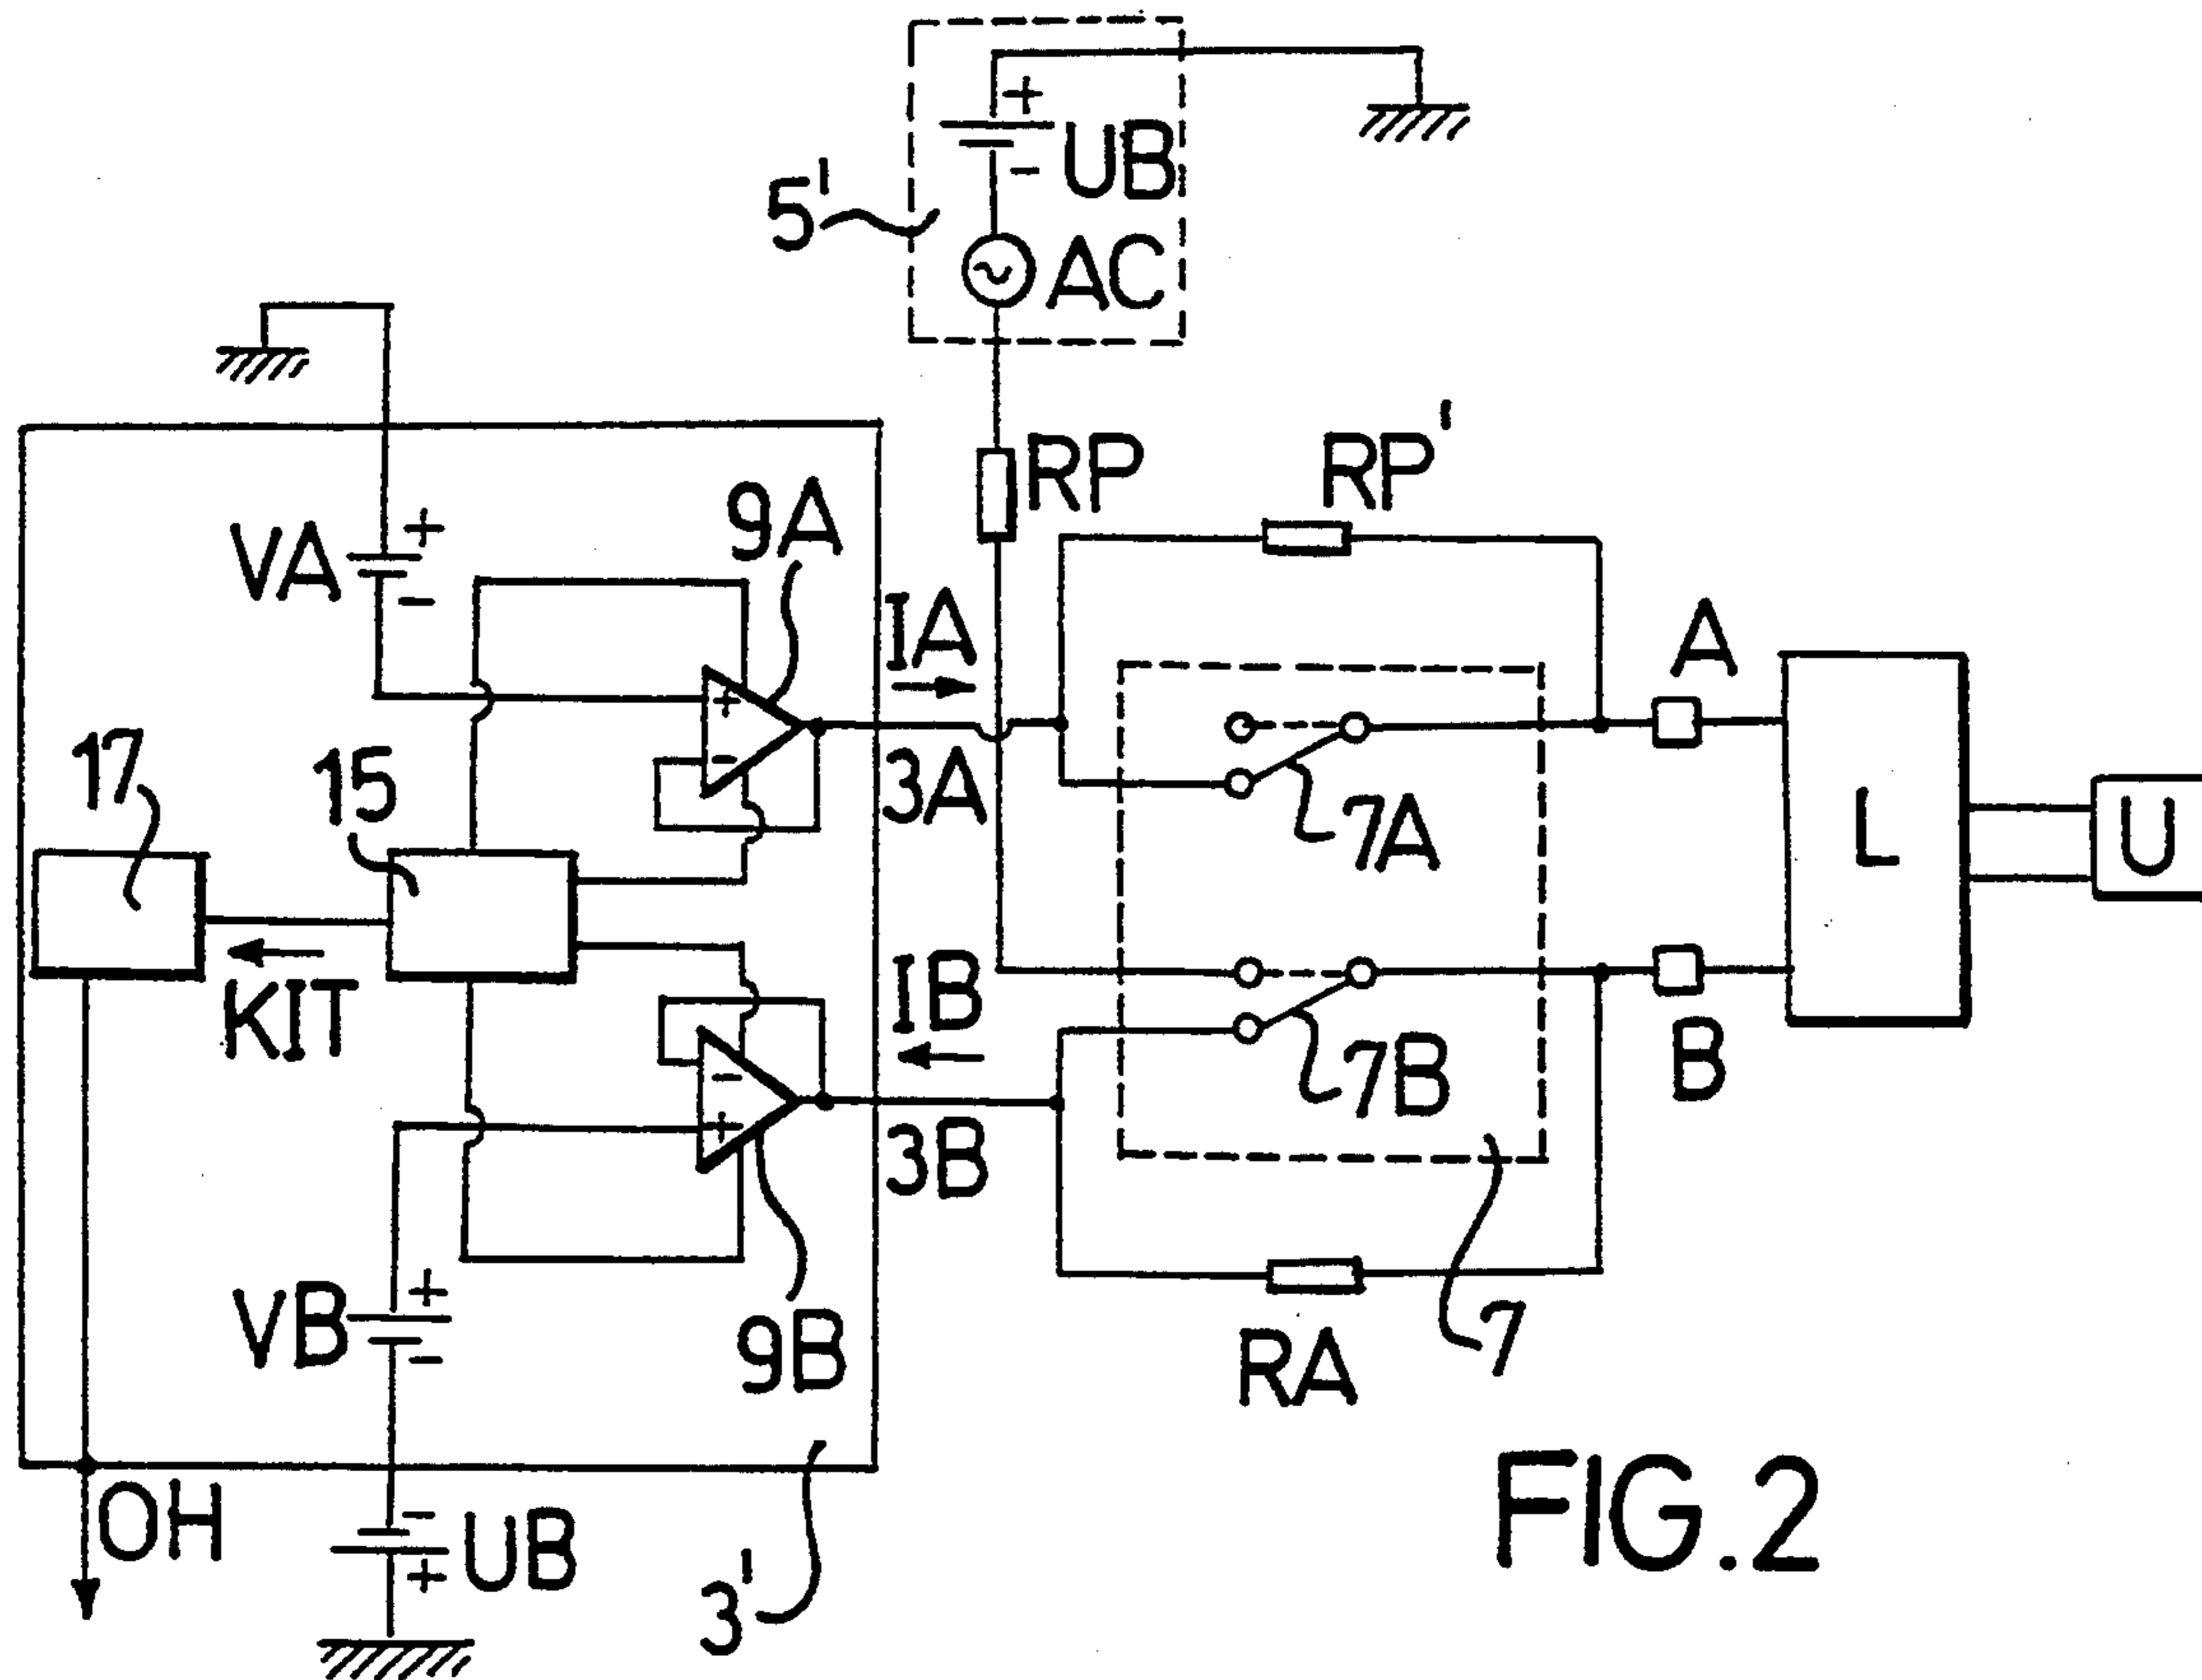 +
UB
-
5'
AC
RP
RP'
VA
+
-
9A
IA
A
+
-
3A
7A
17
15
L
U
KIT
IB
7B
B
-
+
3B
VB
+
-
9B
RA
7
OH
-
UB
+
3'
FIG.2